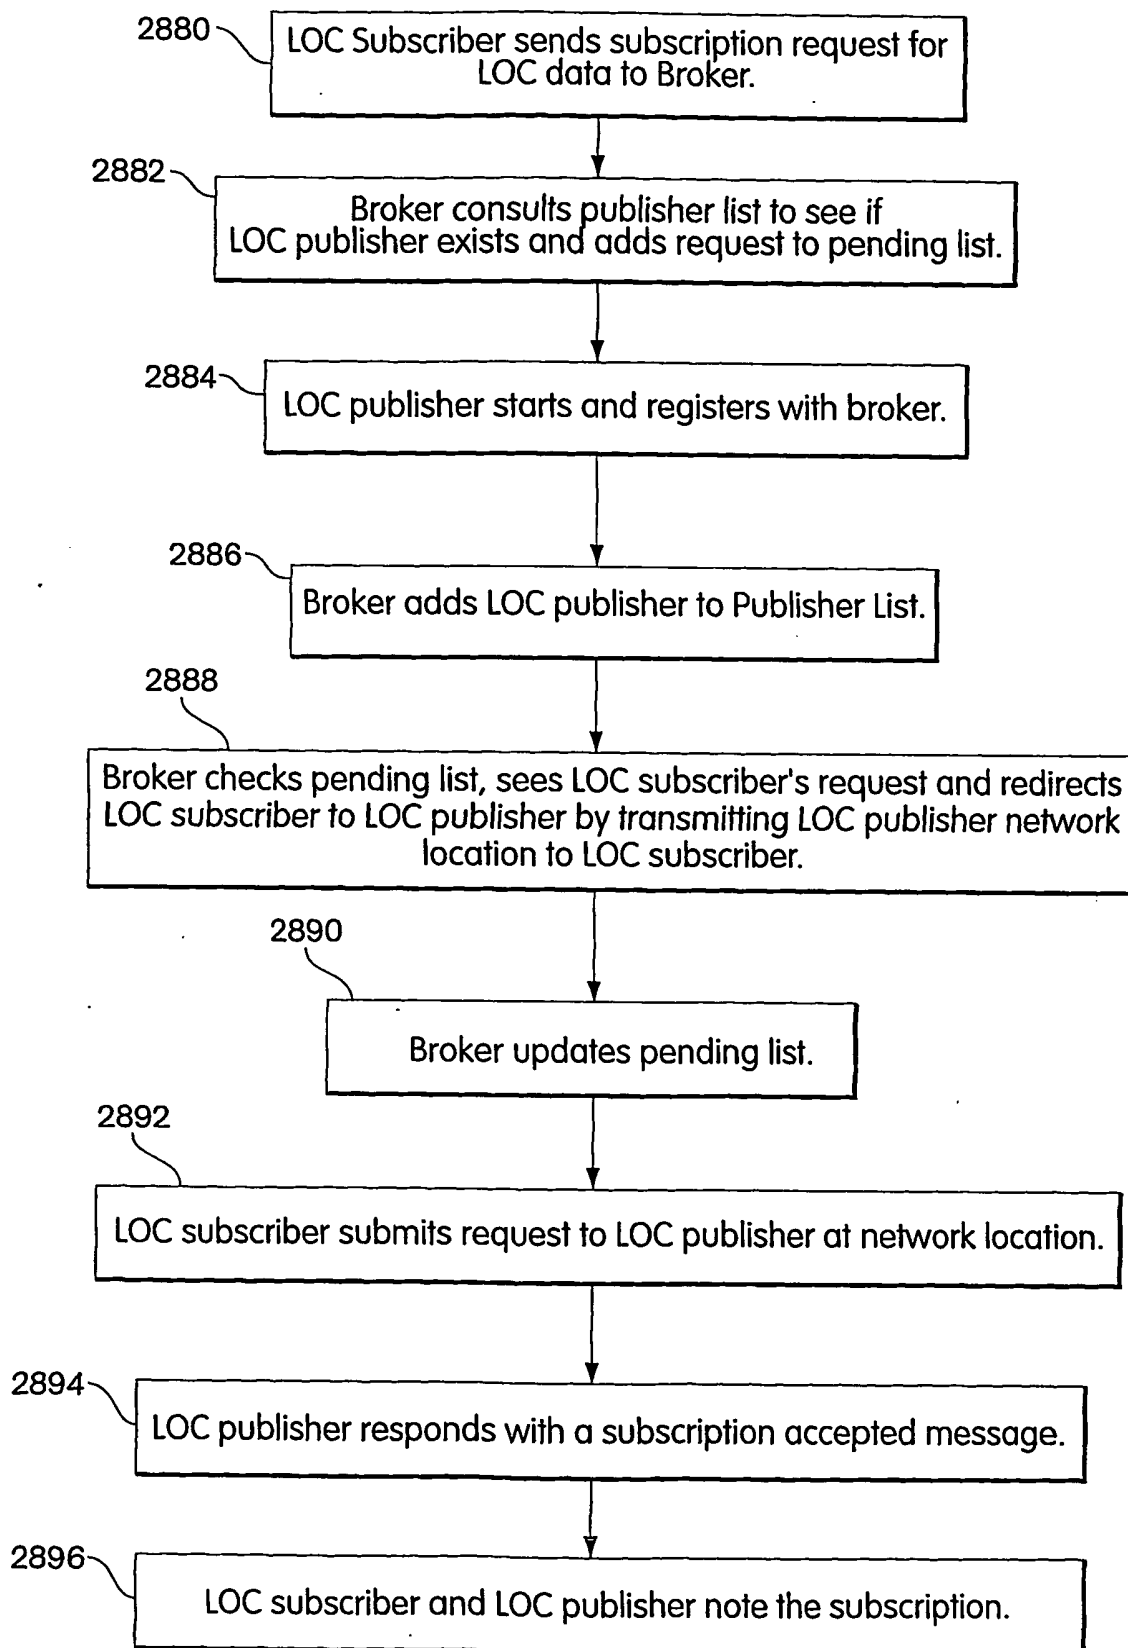 2880
LOC Subscriber sends subscription request for
LOC data to Broker.
2882
Broker consults publisher list to see if
LOC publisher exists and adds request to pending list.
2884
LOC publisher starts and registers with broker.
2886
Broker adds LOC publisher to Publisher List.
2888
Broker checks pending list, sees LOC subscriber's request and redirects
LOC subscriber to LOC publisher by transmitting LOC publisher network
location to LOC subscriber.
2890
Broker updates pending list.
2892
LOC subscriber submits request to LOC publisher at network location.
2894
LOC publisher responds with a subscription accepted message.
2896
LOC subscriber and LOC publisher note the subscription.